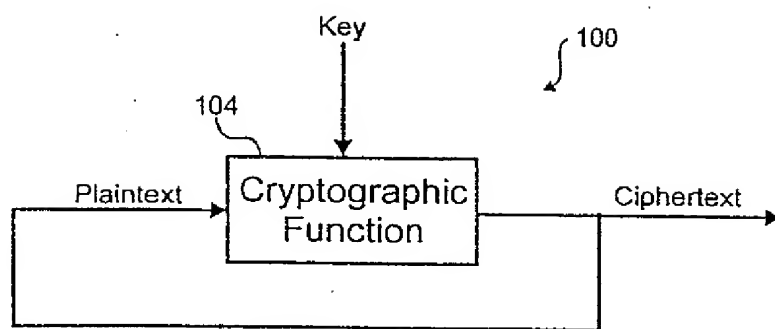 Key
100
104
Plaintext
Cryptographic
Function
Ciphertext